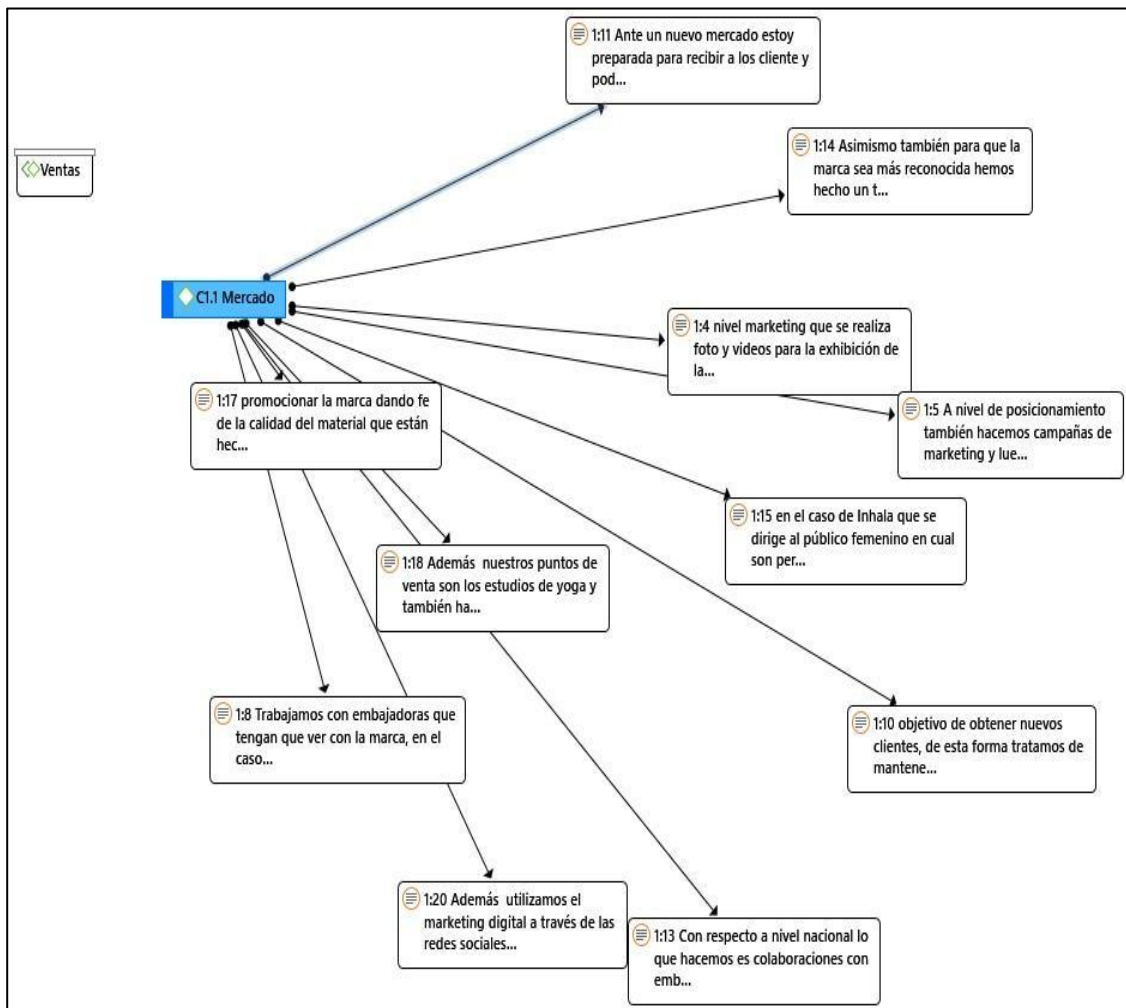 1:11 Ante un nuevo mercado estoy
preparada para recibir a los cliente y
pod...
1:14 Asimismo también para que la
marca sea más reconocida hemos
hecho un t...
Ventas
C1.1 Mercado
1:4 nivel marketing que se realiza
foto y videos para la exhibición de
la...
1:17 promocionar la marca dando fe
de la calidad del material que están
hec...
1:5 A nivel de posicionamiento
también hacemos campañas de
marketing y lue...
1:15 en el caso de Inhala que se
dirige al público femenino en cual
son per...
1:18 Además nuestros puntos de
venta son los estudios de yoga y
también ha...
1:8 Trabajamos con embajadoras que
tengan que ver con la marca, en el
caso...
1:10 objetivo de obtener nuevos
clientes, de esta forma tratamos de
mantene...
1:20 Además utilizamos el
marketing digital a través de las
redes sociales...
1:13 Con respecto a nivel nacional lo
que hacemos es colaboraciones con
emb...